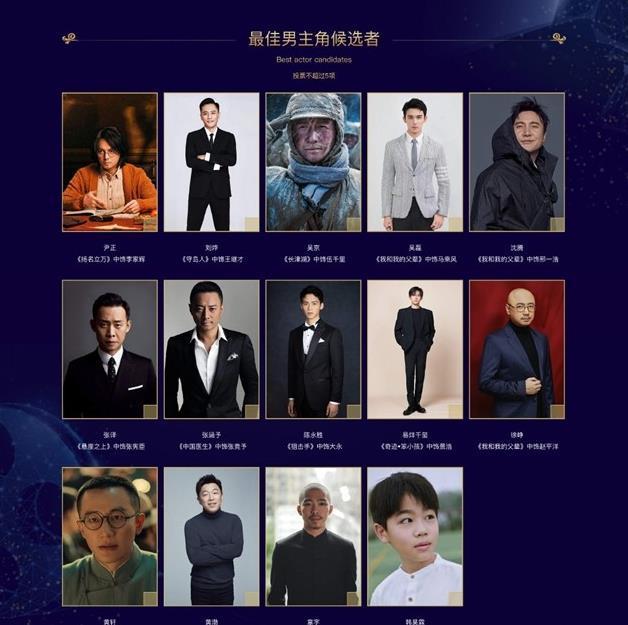 最佳男主角候选者
Best actor candidates
投票不超过5项
尹正
《扬名立万》中饰李家辉
刘烨
《守岛人》中饰王继才
吴京
《长津湖》中饰伍千里
吴磊
《我和我的父辈》中饰马乘风
沈腾
《我和我的父辈》中饰邢一浩
张译
《悬崖之上》中饰张宪臣
张涵予
《中国医生》中饰张竞予
陈永胜
《狙击手》中饰大永
易烊千玺
《奇迹•笨小孩》中饰景浩
徐峥
《我和我的父辈》中饰赵平洋
黄轩
黄渤
韩昊霖